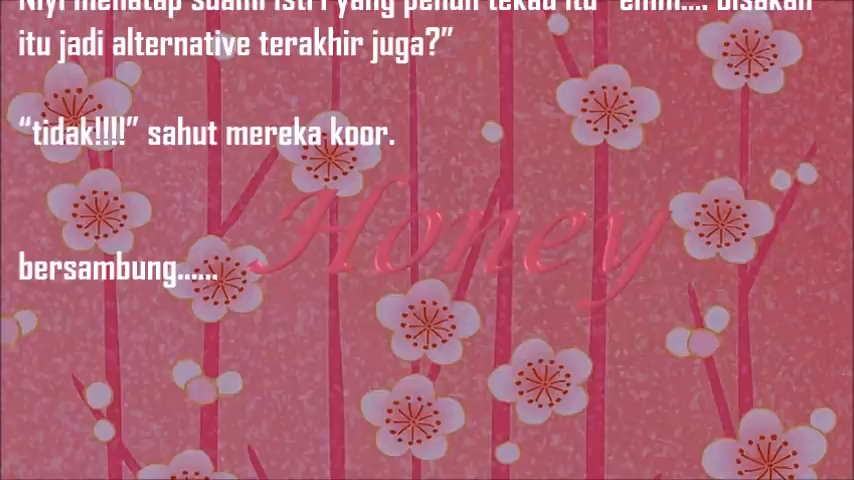 Niyi menatap suami istri yang penuh tekad itu “emm.... bisakah
itu jadi alternative terakhir juga?”
“tidak!!!!” sahut mereka koor.
Honey
bersambung......